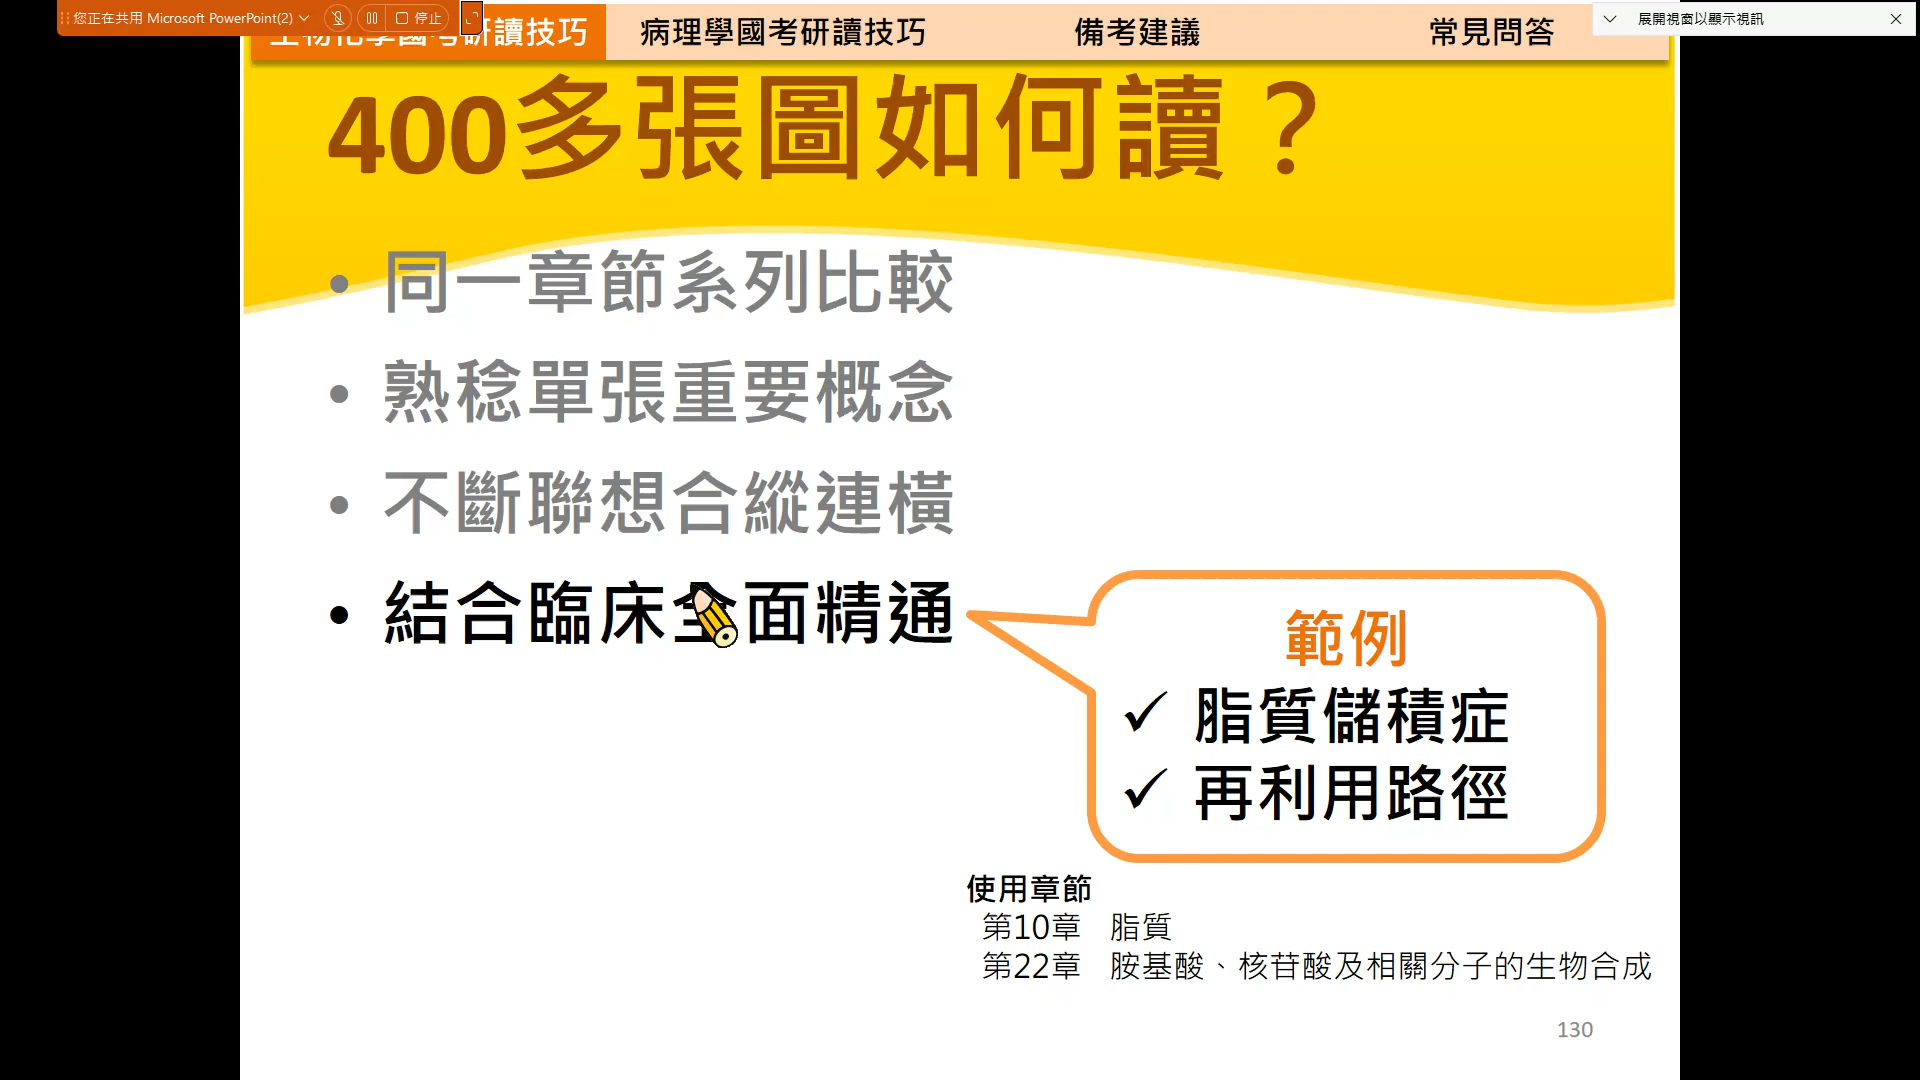 您正在共用 Microsoft PowerPoint(2)
停止
展開視窗以顯示視訊
生物化學國考研讀技巧
病理學國考研讀技巧
備考建議
常見問答
400多張圖如何讀？
• 同一章節系列比較
• 熟稔單張重要概念
• 不斷聯想合縱連橫
• 結合臨床全面精通
範例
✓ 脂質儲積症
✓ 再利用路徑
使用章節
第10章 脂質
第22章 胺基酸、核苷酸及相關分子的生物合成
130